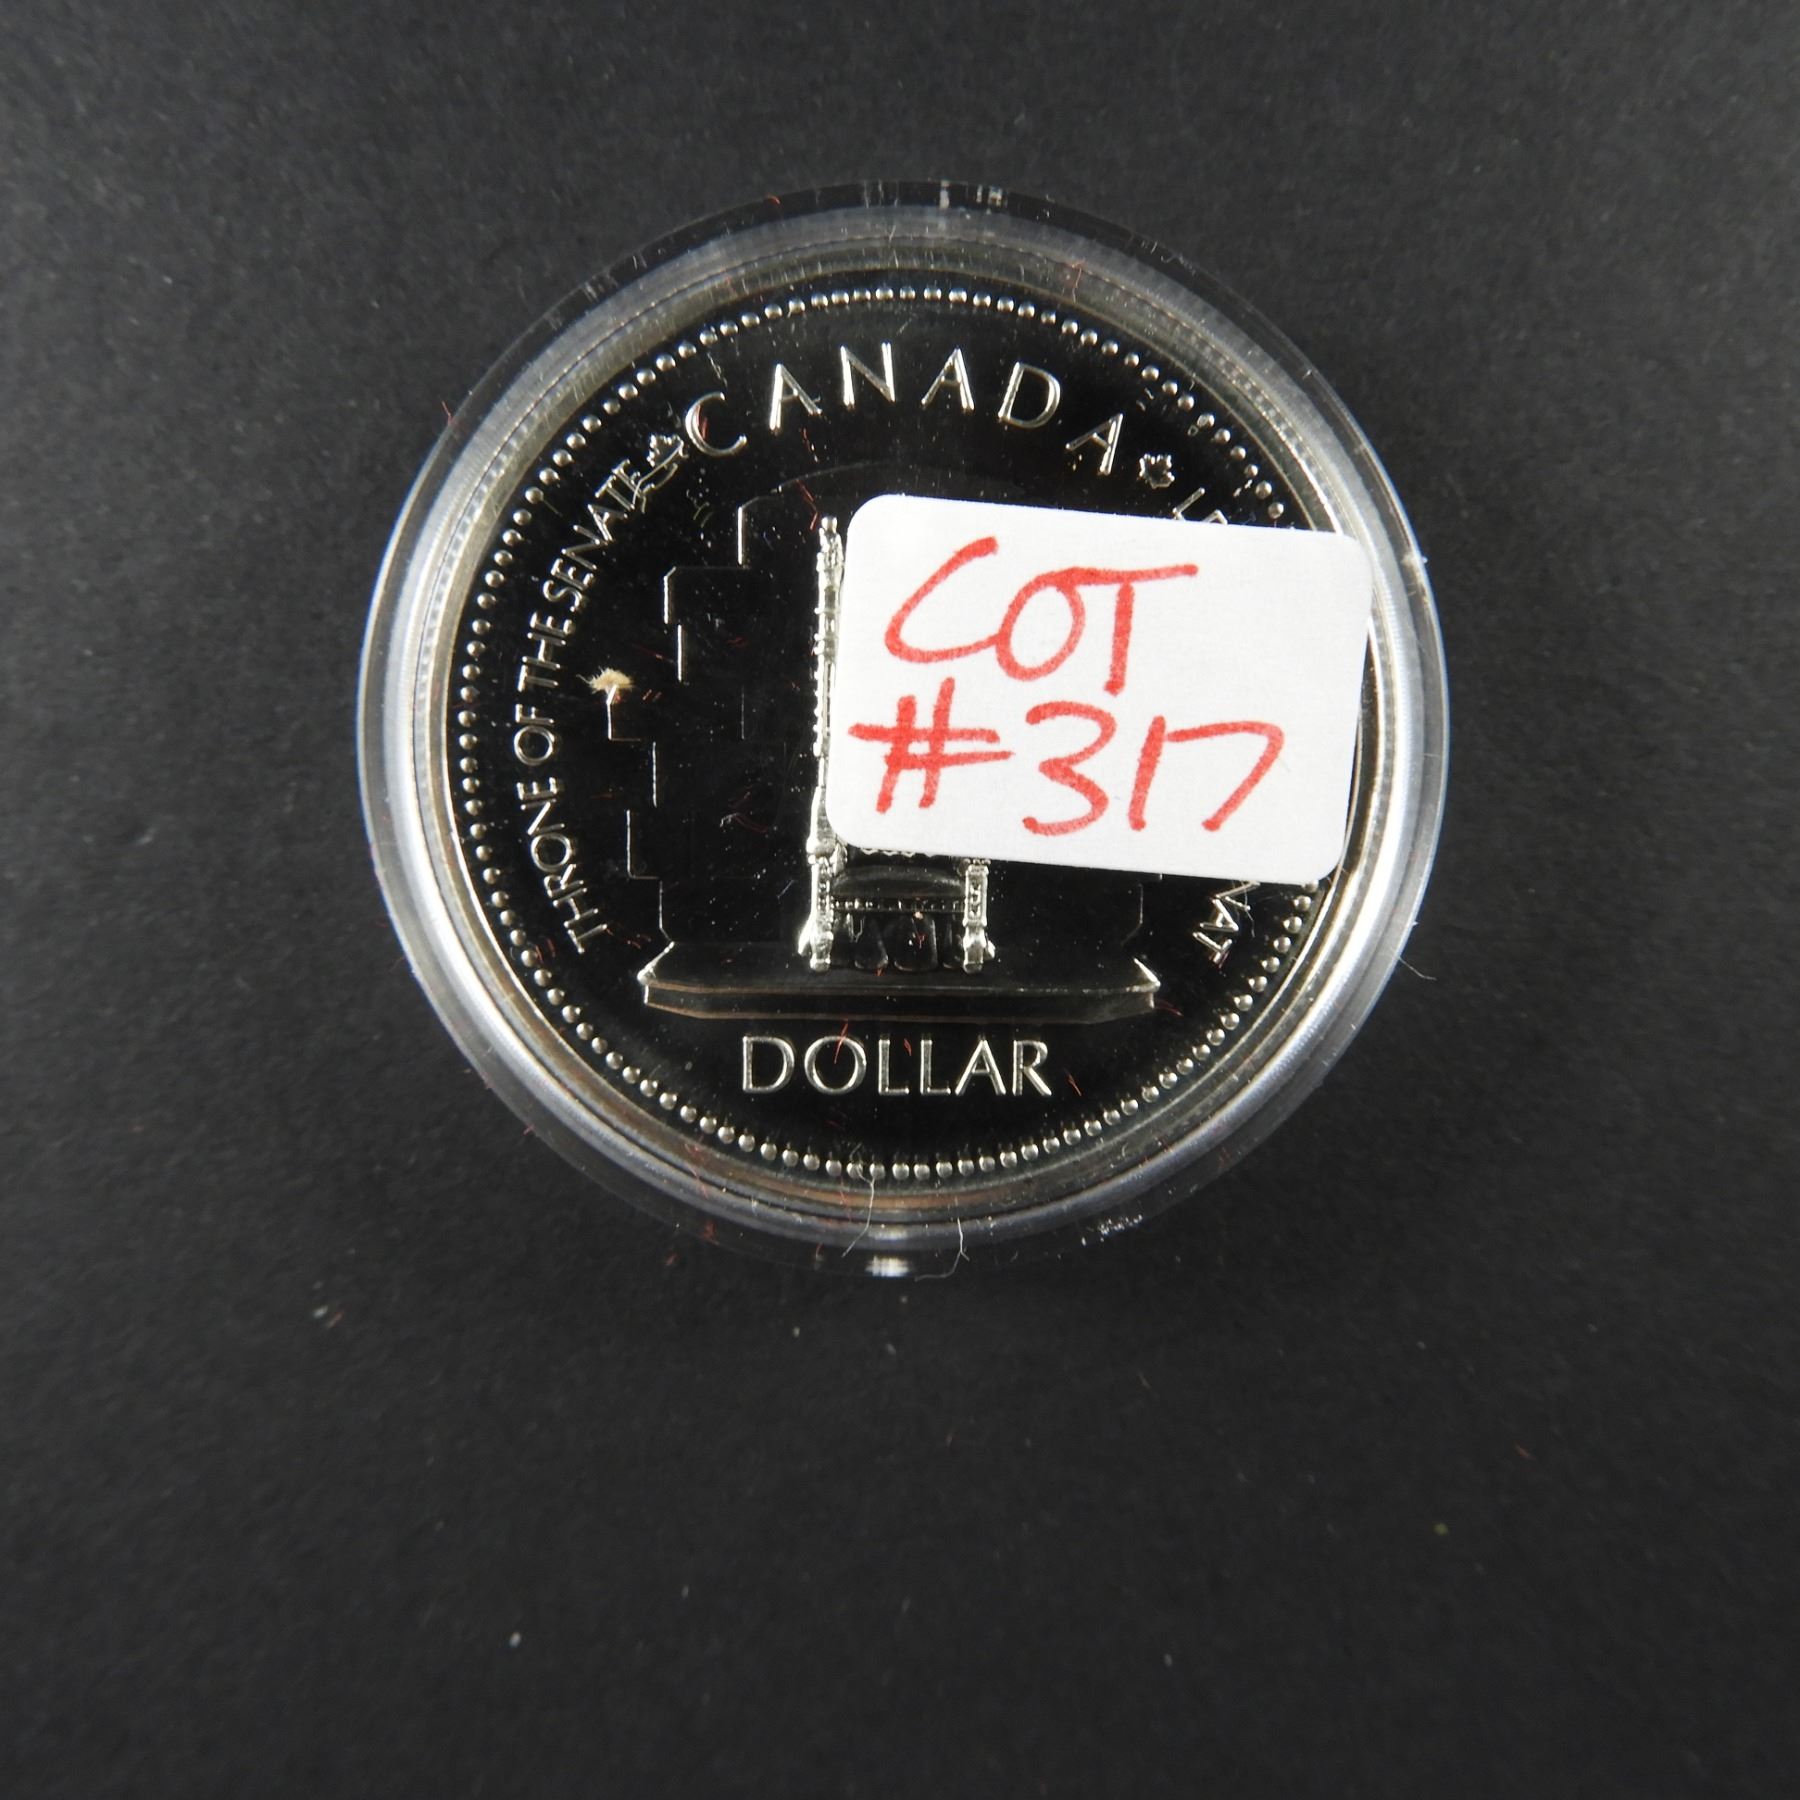 CANADA
THRONE OF THE SENATE
COT
#317
DOLLAR